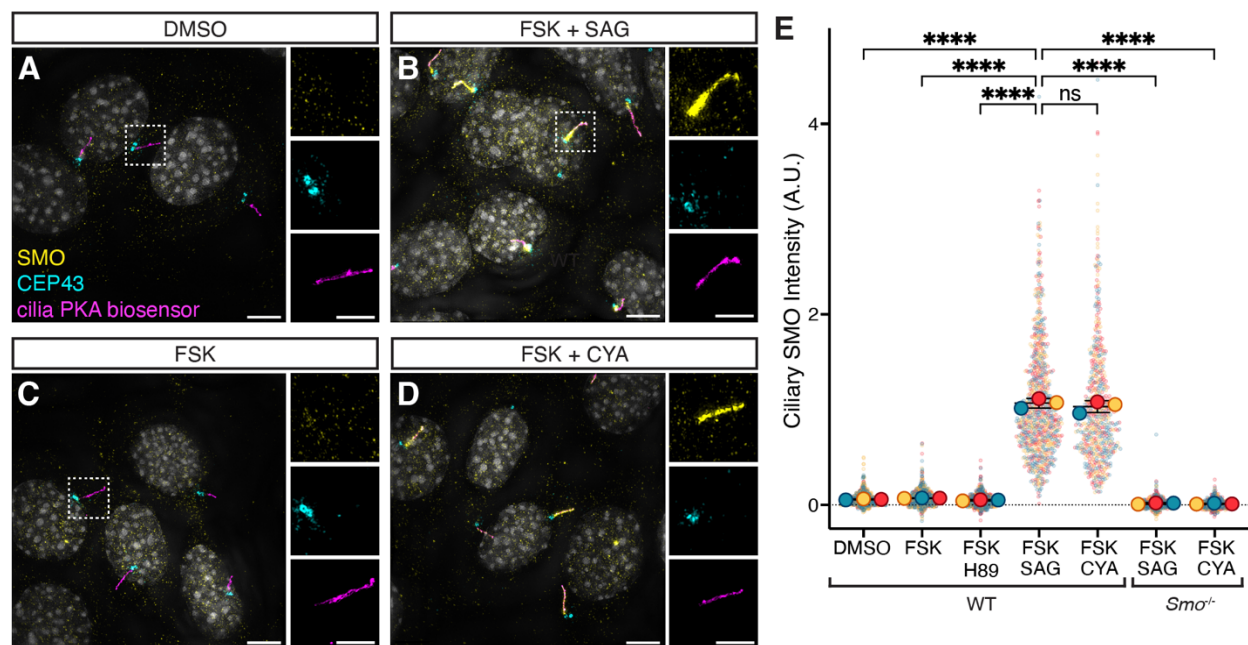 DMSO
FSK + SAG
A
B
SMO
CEP43
cilia PKA biosensor
WT
FSK
FSK + CYA
C
D
E
**** ****
**** ****
**** ns
Ciliary SMO Intensity (A.U.)
4
2
0
DMSO FSK FSK FSK FSK FSK FSK
H89 SAG CYA SAG CYA
WT Smo-/-